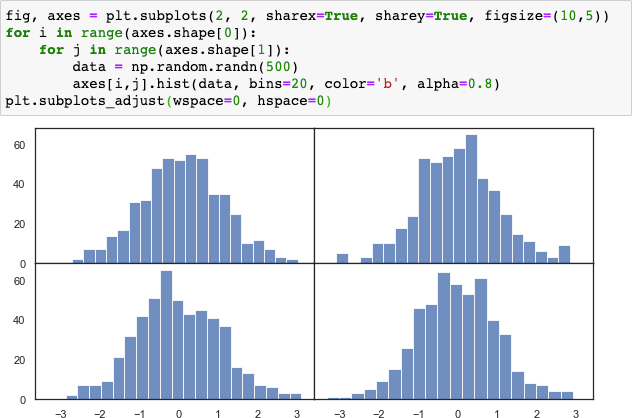 fig, axes = plt.subplots(2, 2, sharex=True, sharey=True, figsize=(10,5))
for i in range(axes.shape[0]):
    for j in range(axes.shape[1]):
        data = np.random.randn(500)
        axes[i,j].hist(data, bins=20, color='b', alpha=0.8)
plt.subplots_adjust(wspace=0, hspace=0)
60
40
20
0
60
40
20
0
−3 −2 −1 0 1 2 3 −3 −2 −1 0 1 2 3